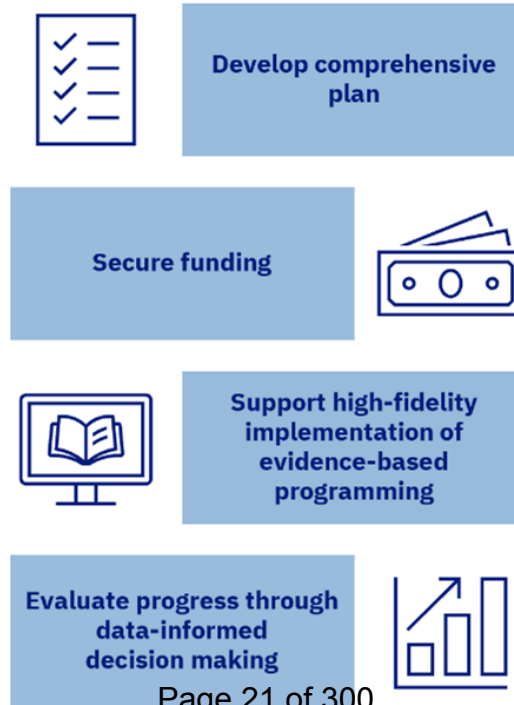 Develop comprehensive
plan
Secure funding
Support high-fidelity
implementation of
evidence-based
programming
Evaluate progress through
data-informed
decision making
Page 21 of 300